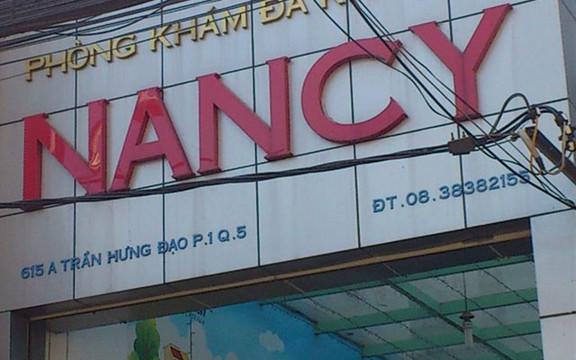 PHÒNG KHÁM ĐA
NANCY
615 A TRẦN HƯNG ĐẠO P.1 Q.5
ĐT.08.38382155